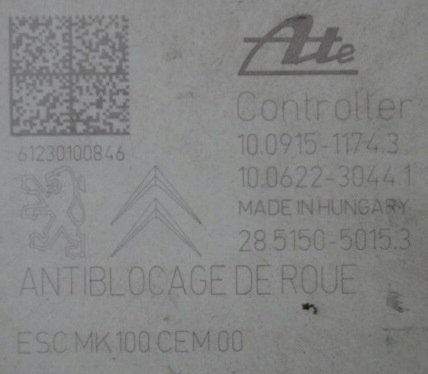 Ate
Controller
61230100846
10.0915-1174.3
10.0622-3044.1
MADE IN HUNGARY
28.5150-5015.3
ANTIBLOCAGE DE ROUE
ESC MK 100 CEM 00